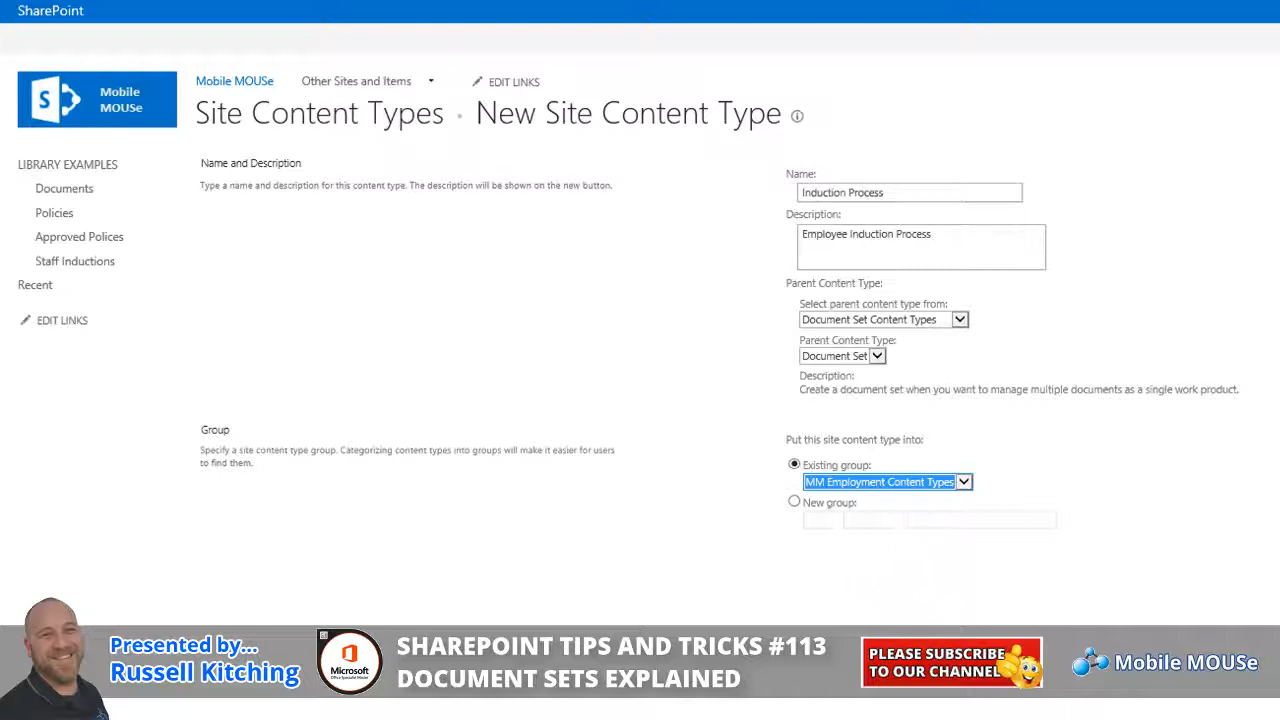 SharePoint
Mobile MOUSe
Other Sites and Items
EDIT LINKS
S
Mobile
MOUSe
Site Content Types
New Site Content Type
LIBRARY EXAMPLES
Documents
Policies
Approved Polices
Staff Inductions
Recent
EDIT LINKS
Name and Description
Type a name and description for this content type. The description will be shown on the new button.
Name:
Induction Process
Description:
Employee Induction Process
Parent Content Type:
Select parent content type from:
Document Set Content Types
Parent Content Type:
Document Set
Description:
Create a document set when you want to manage multiple documents as a single work product.
Group
Specify a site content type group. Categorizing content types into groups will make it easier for users
to find them.
Put this site content type into:
Existing group:
MM Employment Content Types
New group:
Presented by...
Russell Kitching
Microsoft
Office Specialist Master
SHAREPOINT TIPS AND TRICKS #113
DOCUMENT SETS EXPLAINED
PLEASE SUBSCRIBE
TO OUR CHANNEL
Mobile MOUSe